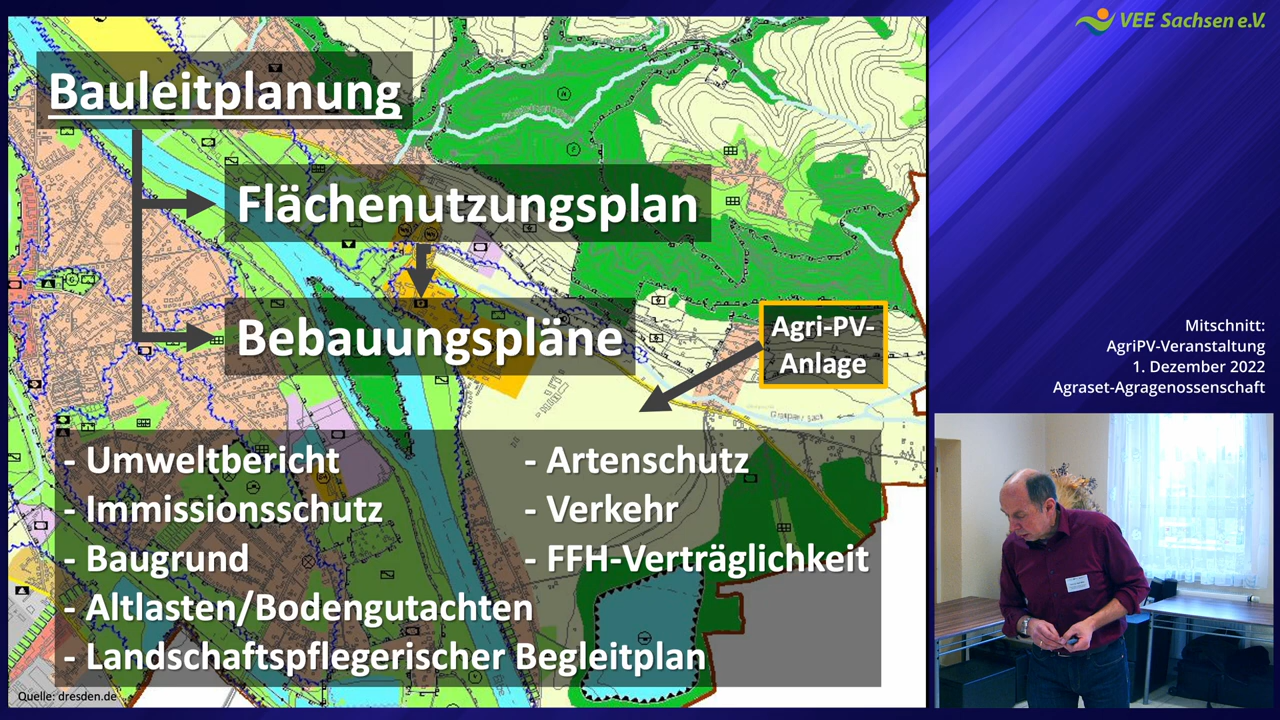 VEE Sachsen e.V.
Bauleitplanung
Flächenutzungsplan
Bebauungspläne
Agri-PV-
Anlage
- Umweltbericht
- Immissionsschutz
- Baugrund
- Altlasten/Bodengutachten
- Landschaftspflegerischer Begleitplan
- Artenschutz
- Verkehr
- FFH-Verträglichkeit
Quelle: dresden.de
Mitschnitt:
AgriPV-Veranstaltung
1. Dezember 2022
Agraset-Agragenossenschaft